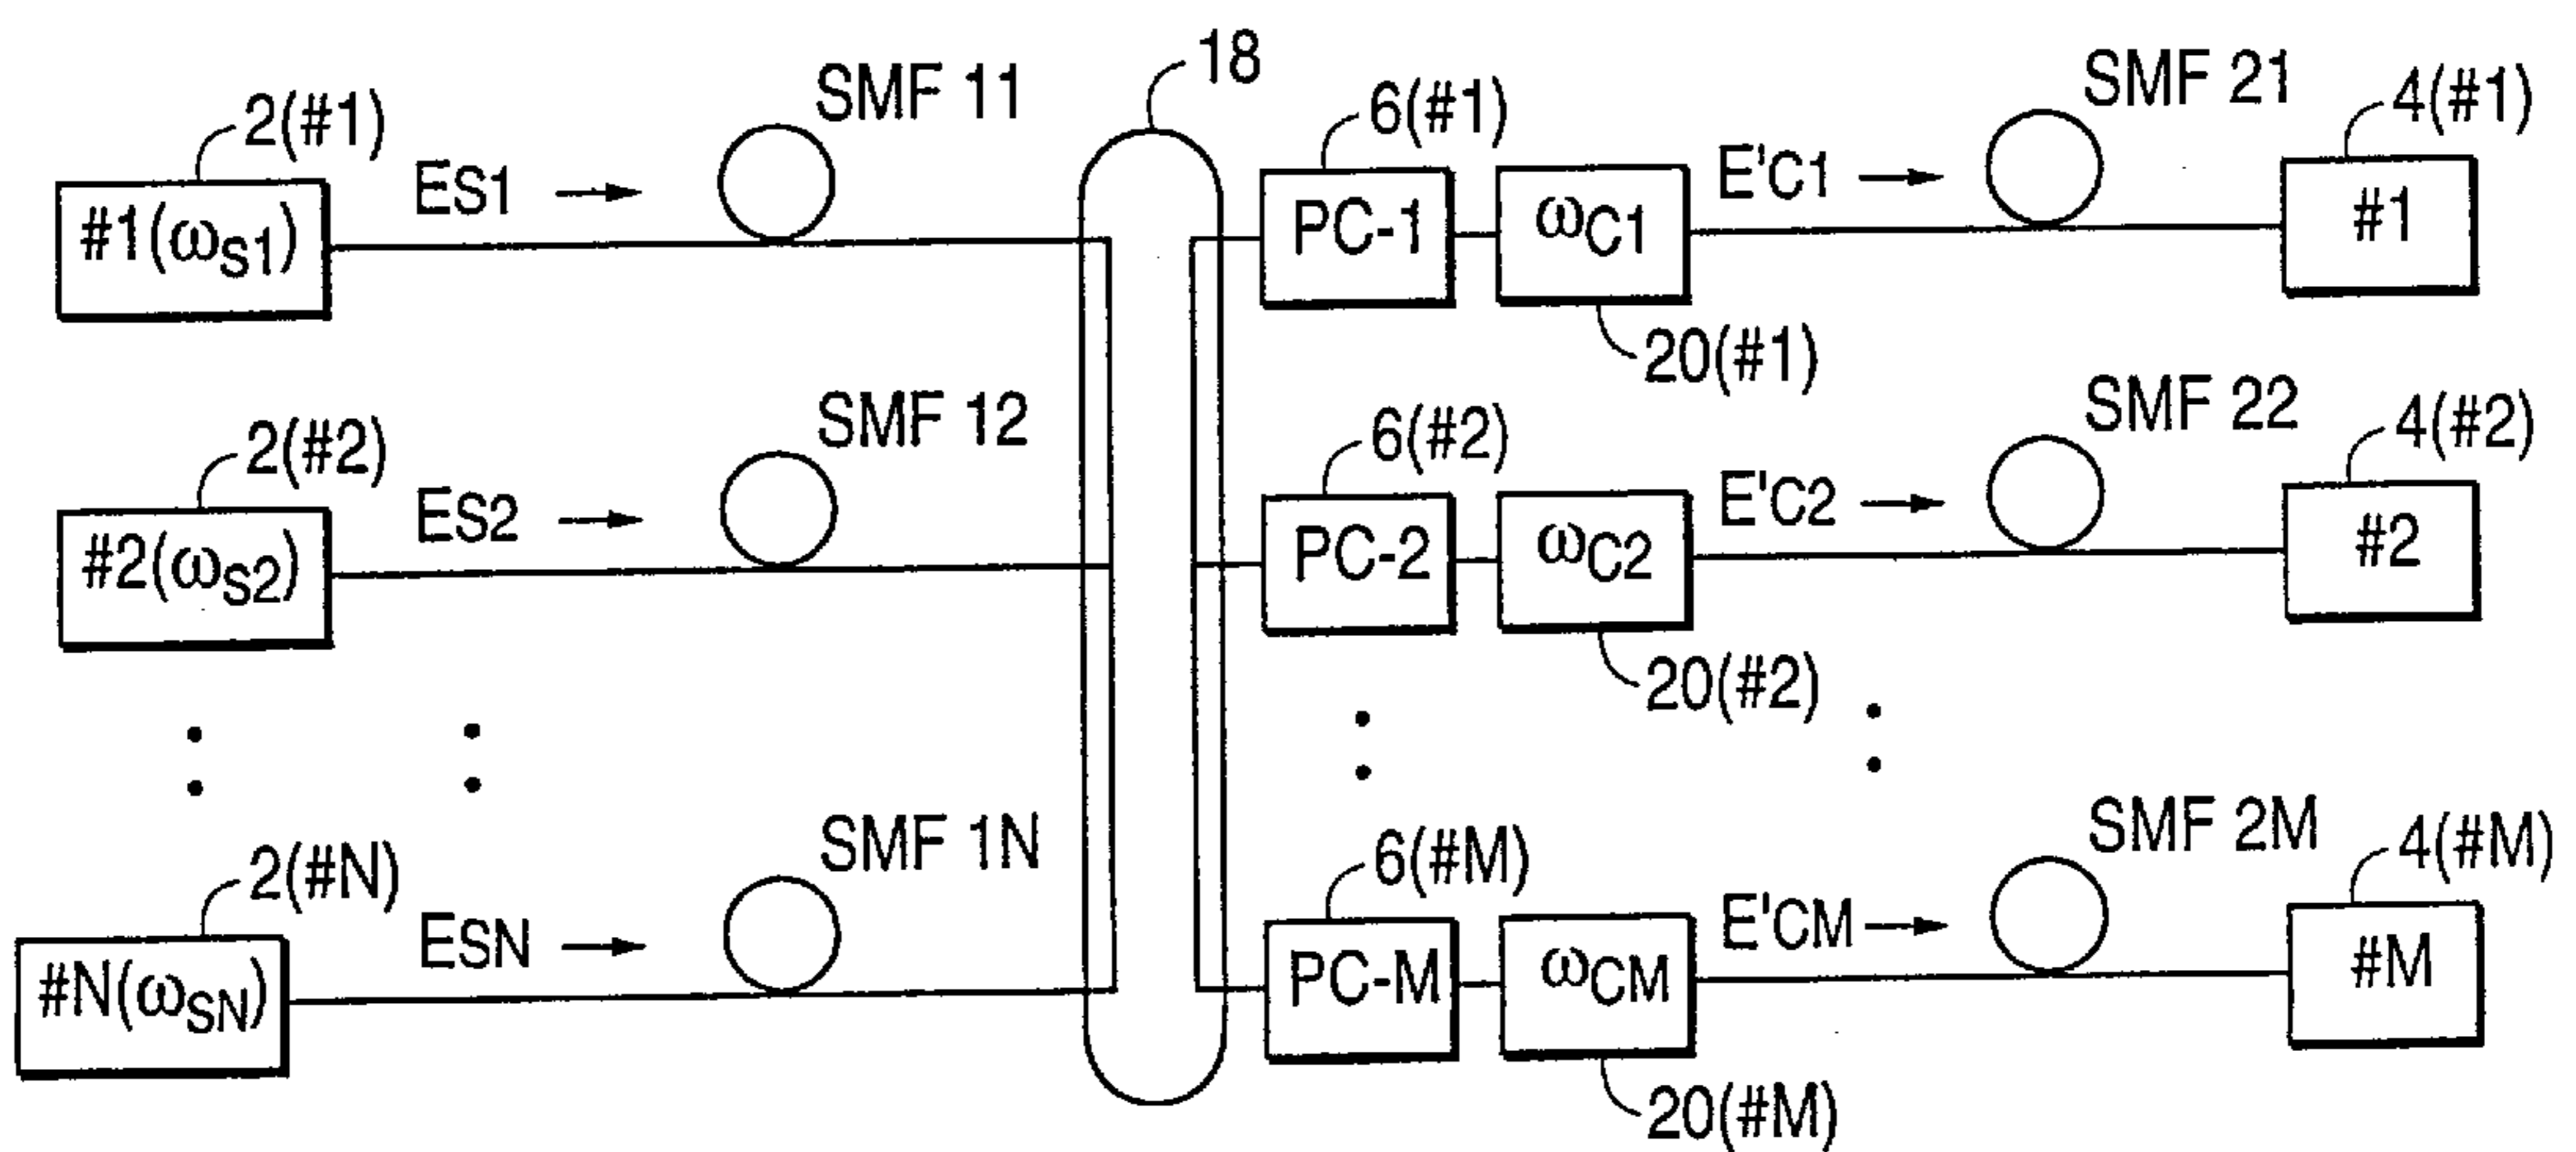 18
SMF 11
SMF 21
2(#1)
6(#1)
4(#1)
ES1
E'C1
#1(ωS1)
PC-1
ωC1
#1
20(#1)
SMF 12
SMF 22
2(#2)
6(#2)
4(#2)
ES2
E'C2
#2(ωS2)
PC-2
ωC2
#2
20(#2)
SMF 1N
SMF 2M
2(#N)
6(#M)
4(#M)
ESN
E'CM
#N(ωSN)
PC-M
ωCM
#M
20(#M)